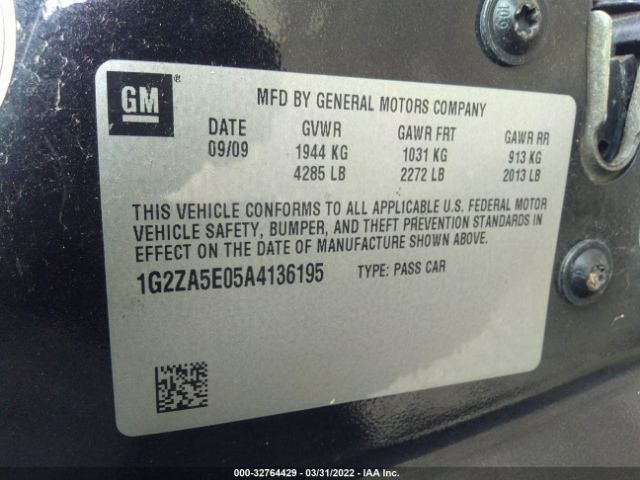 GM ®
MFD BY GENERAL MOTORS COMPANY
DATE GVWR GAWR FRT GAWR RR
09/09 1944 KG 1031 KG 913 KG
4285 LB 2272 LB 2013 LB
THIS VEHICLE CONFORMS TO ALL APPLICABLE U.S. FEDERAL MOTOR
VEHICLE SAFETY, BUMPER, AND THEFT PREVENTION STANDARDS IN
EFFECT ON THE DATE OF MANUFACTURE SHOWN ABOVE.
1G2ZA5E05A4136195 TYPE: PASS CAR
000-32764429 - 03/31/2022 - IAA Inc.